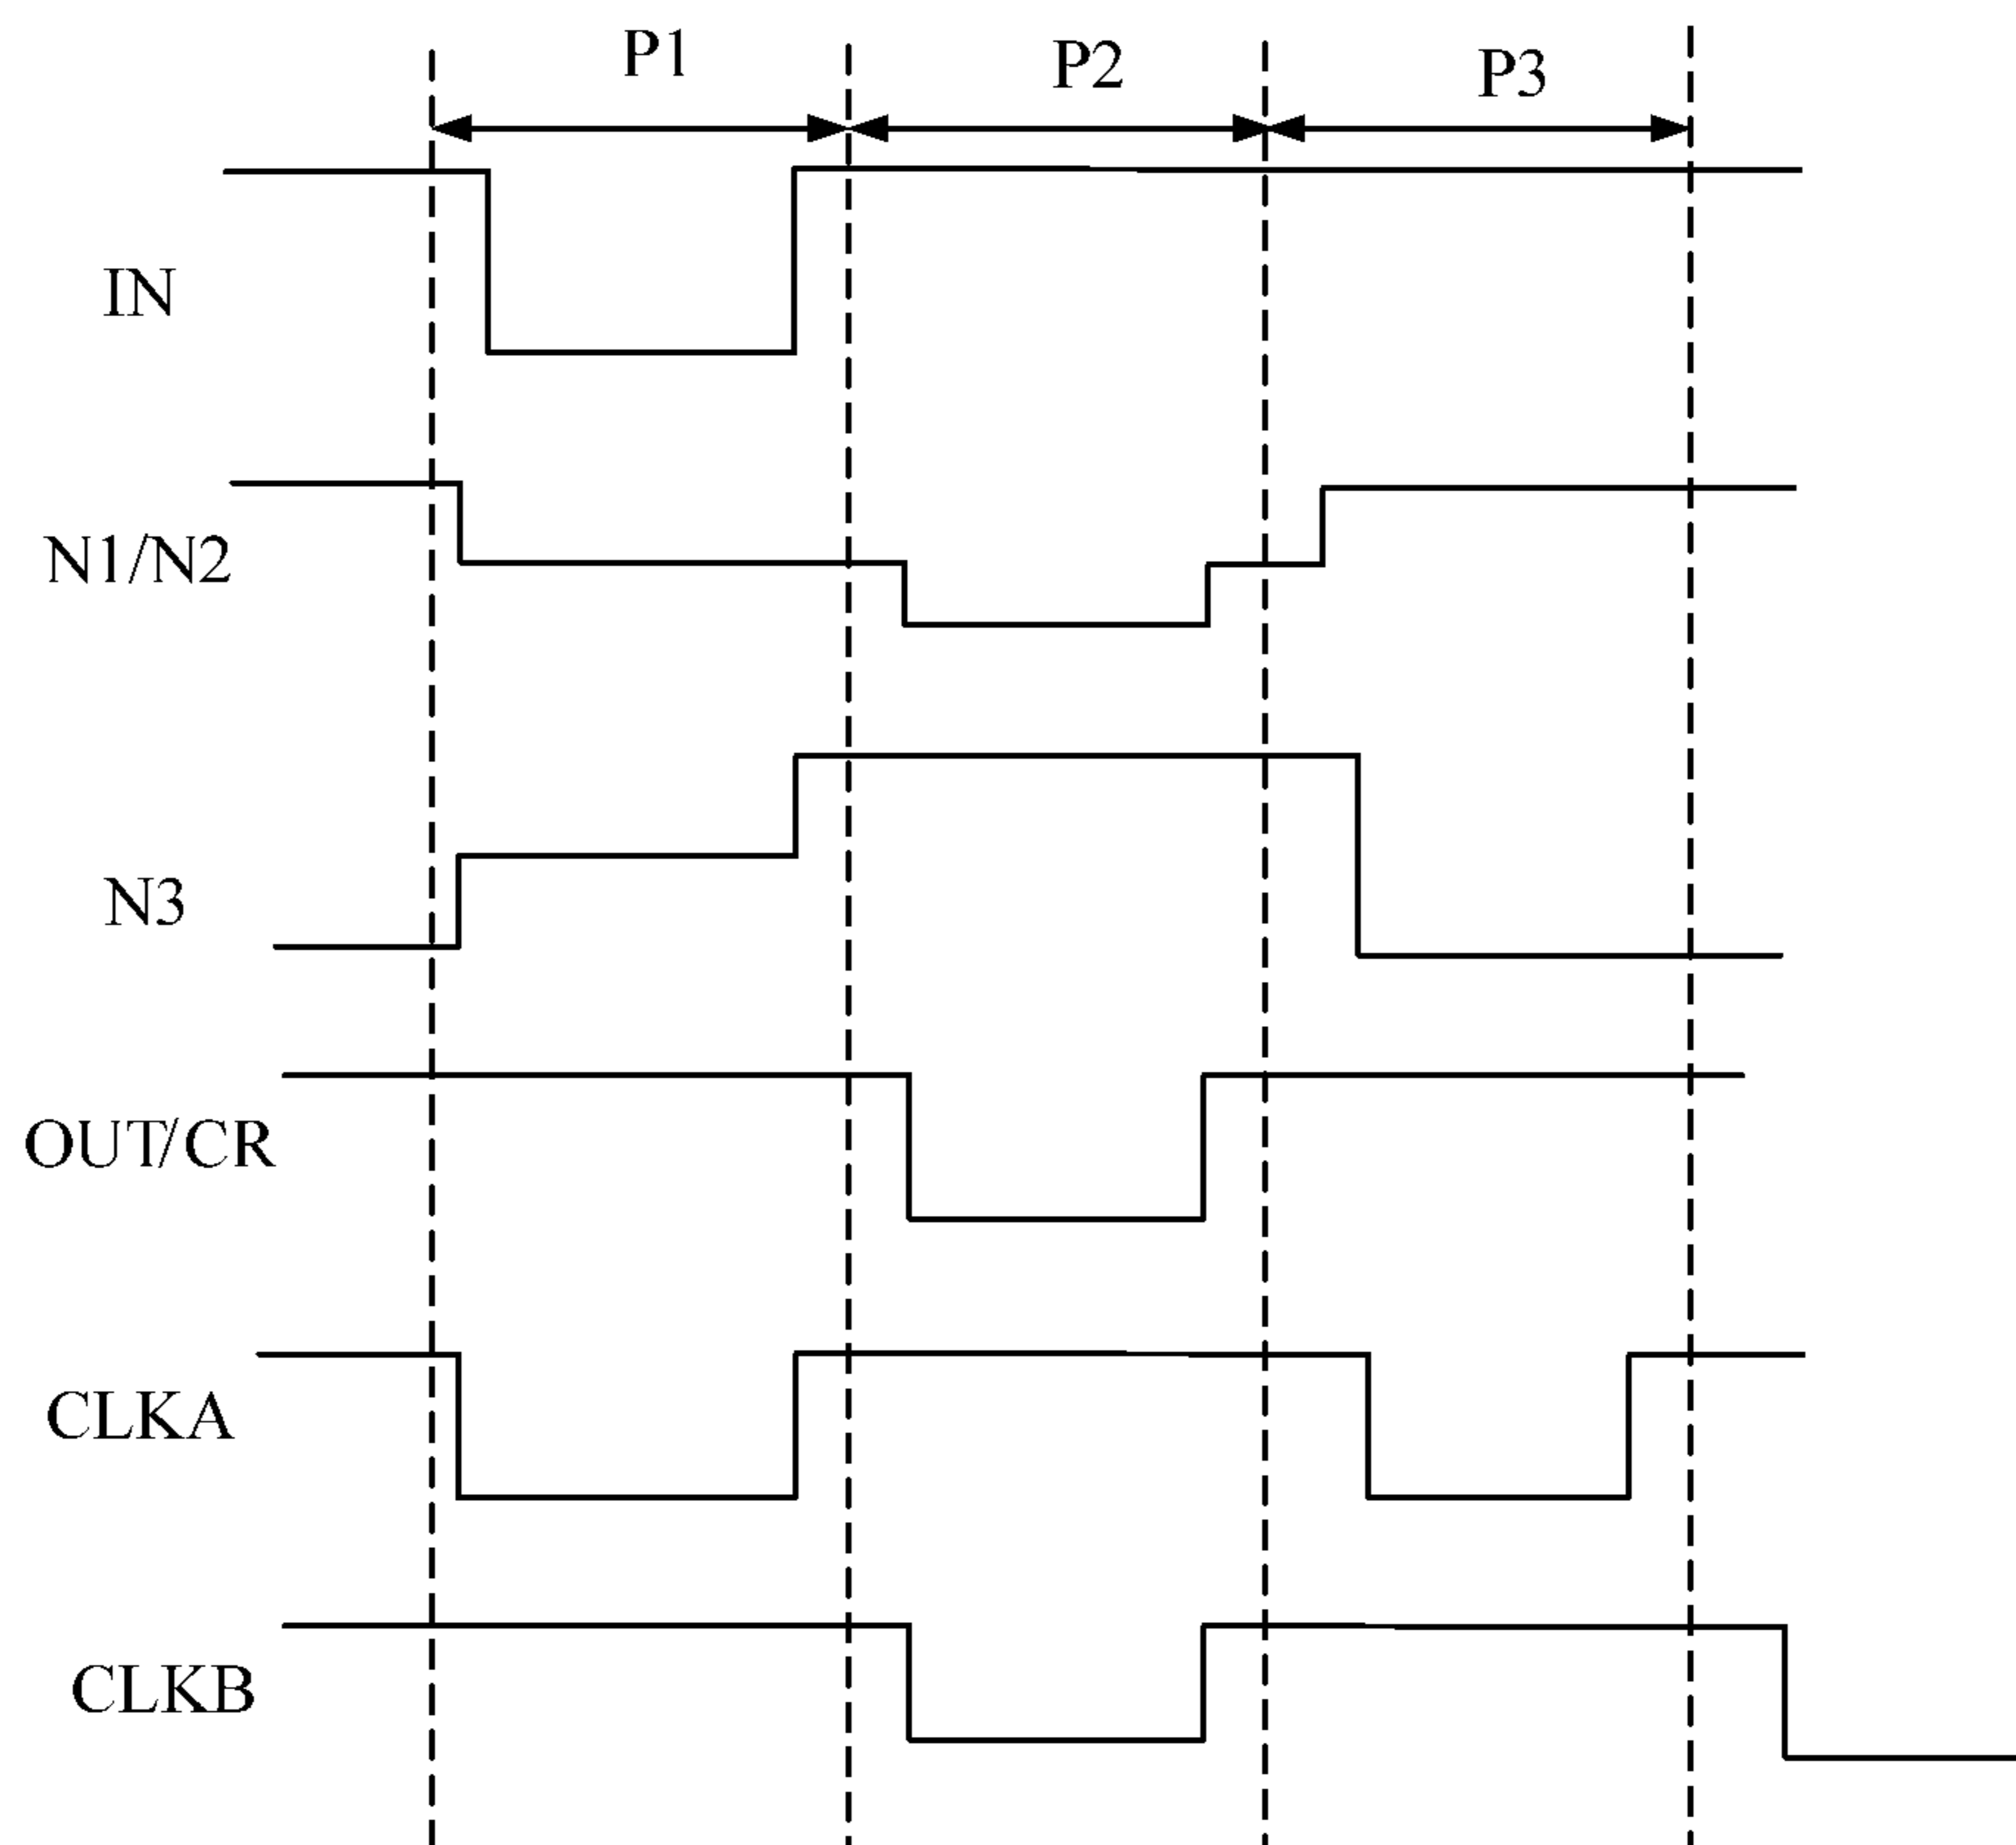 P1
P2
P3
IN
N1/N2
N3
OUT/CR
CLKA
CLKB